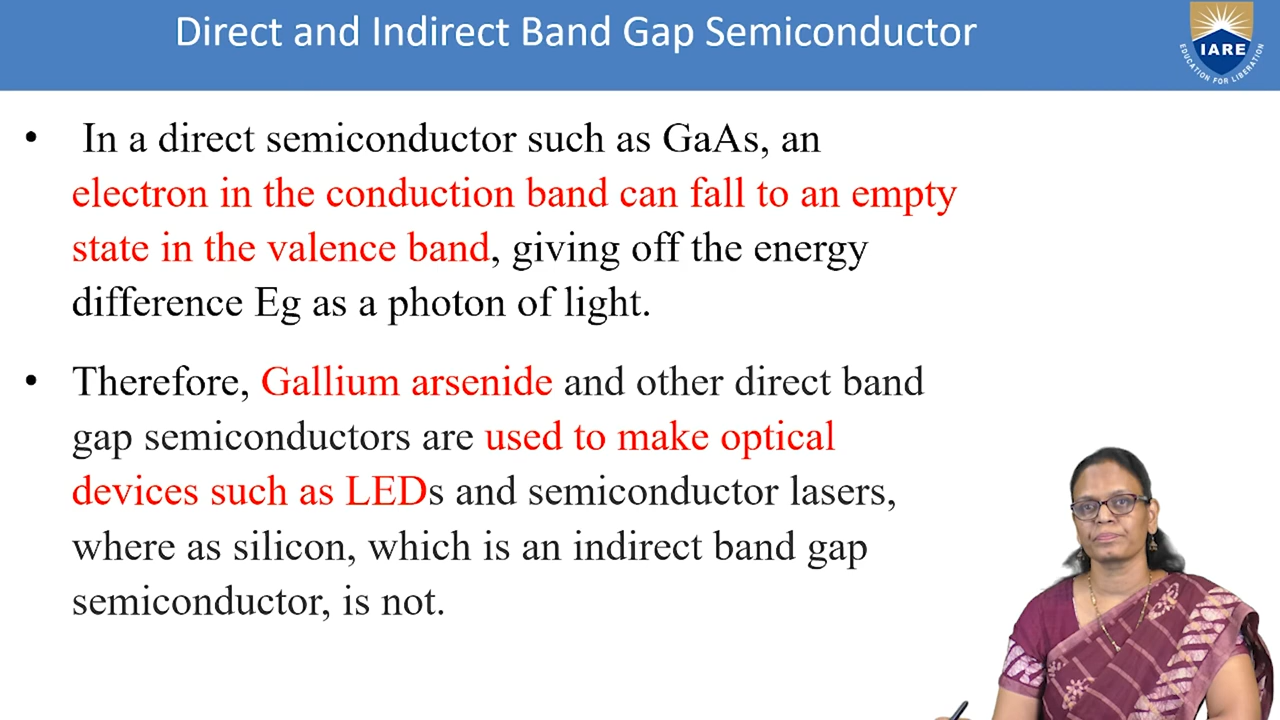 Direct and Indirect Band Gap Semiconductor
IARE
EDUCATION FOR LIBERATION
• In a direct semiconductor such as GaAs, an
electron in the conduction band can fall to an empty
state in the valence band, giving off the energy
difference Eg as a photon of light.
• Therefore, Gallium arsenide and other direct band
gap semiconductors are used to make optical
devices such as LEDs and semiconductor lasers,
where as silicon, which is an indirect band gap
semiconductor, is not.